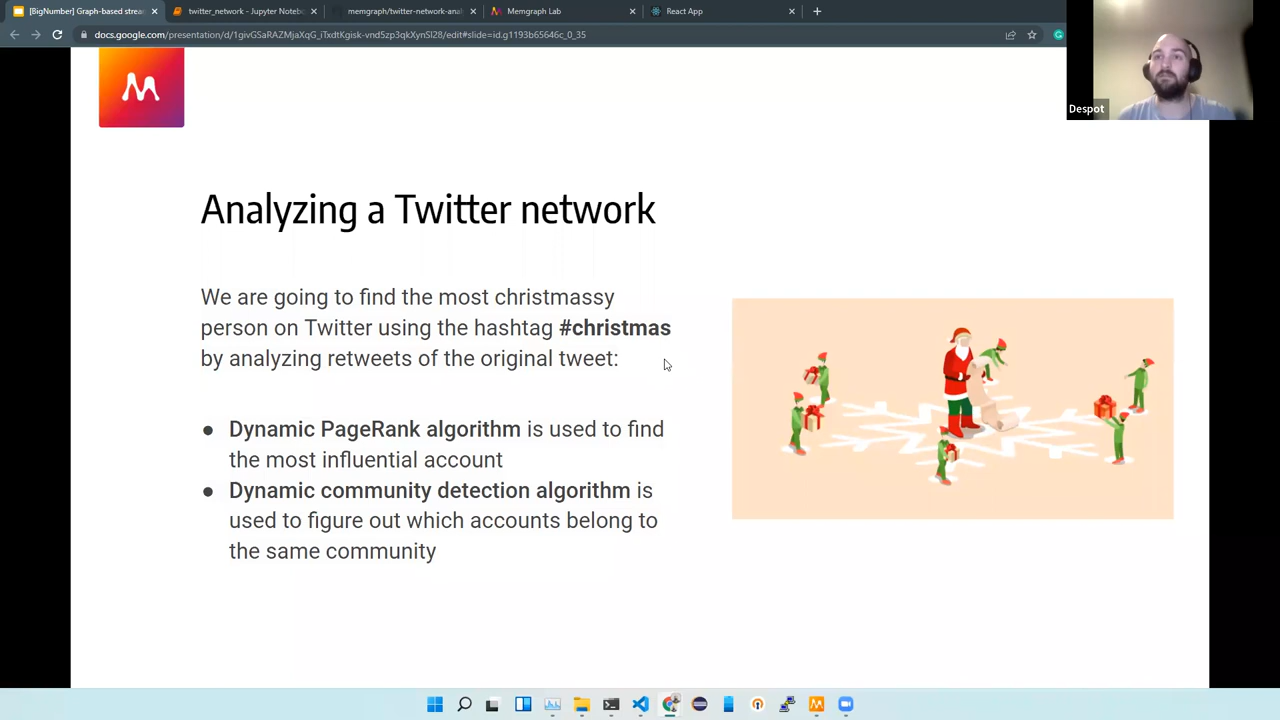 [BigNumber] Graph-based strea
twitter_network - Jupyter Notebo
memgraph/twitter-network-anal
Memgraph Lab
React App
docs.google.com/presentation/d/1givGSaRAZMjaXqG_iTxdtKgisk-vnd5zp3qkXynSI28/edit#slide=id.g1193b65646c_0_35
Despot
Analyzing a Twitter network
We are going to find the most christmassy
person on Twitter using the hashtag #christmas
by analyzing retweets of the original tweet:
● Dynamic PageRank algorithm is used to find
the most influential account
● Dynamic community detection algorithm is
used to figure out which accounts belong to
the same community